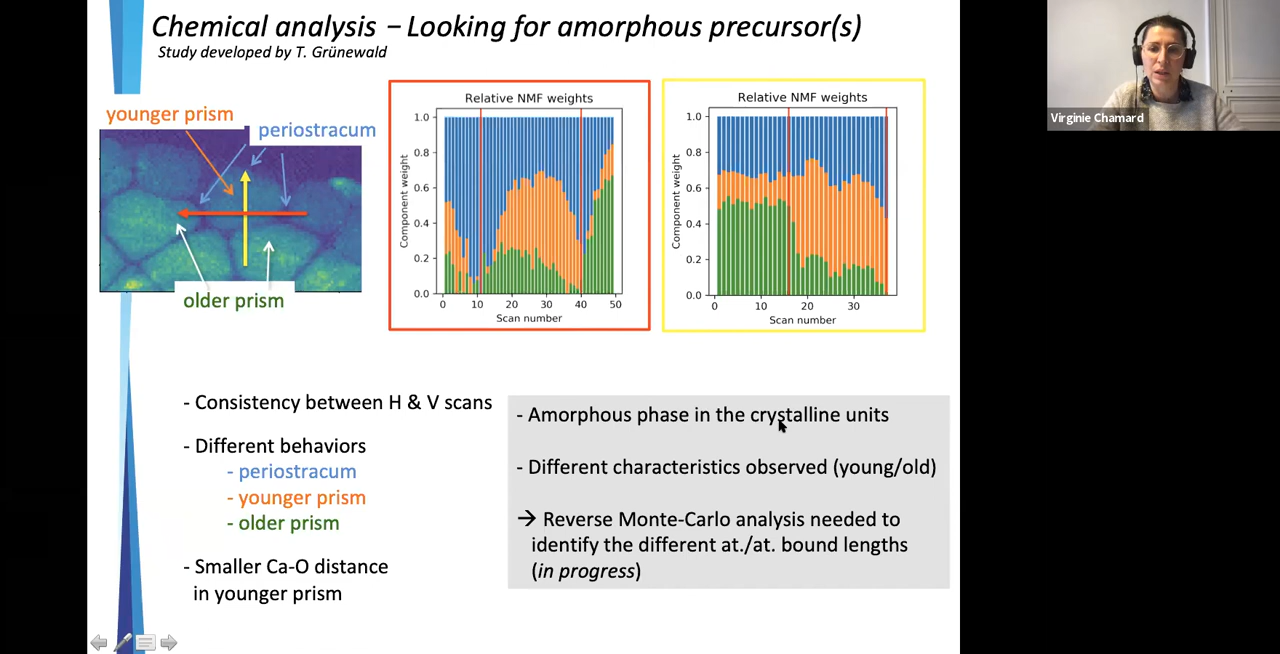 Chemical analysis – Looking for amorphous precursor(s)
Study developed by T. Grünewald
Virginie Chamard
younger prism
periostracum
older prism
Relative NMF weights
Component weight
1.0
0.8
0.6
0.4
0.2
0.0
0 10 20 30 40 50
Scan number
Relative NMF weights
Component weight
1.0
0.8
0.6
0.4
0.2
0.0
0 10 20 30
Scan number
- Consistency between H & V scans
- Different behaviors
- periostracum
- younger prism
- older prism
- Smaller Ca-O distance
in younger prism
- Amorphous phase in the crystalline units
- Different characteristics observed (young/old)
→ Reverse Monte-Carlo analysis needed to
identify the different at./at. bound lengths
(in progress)